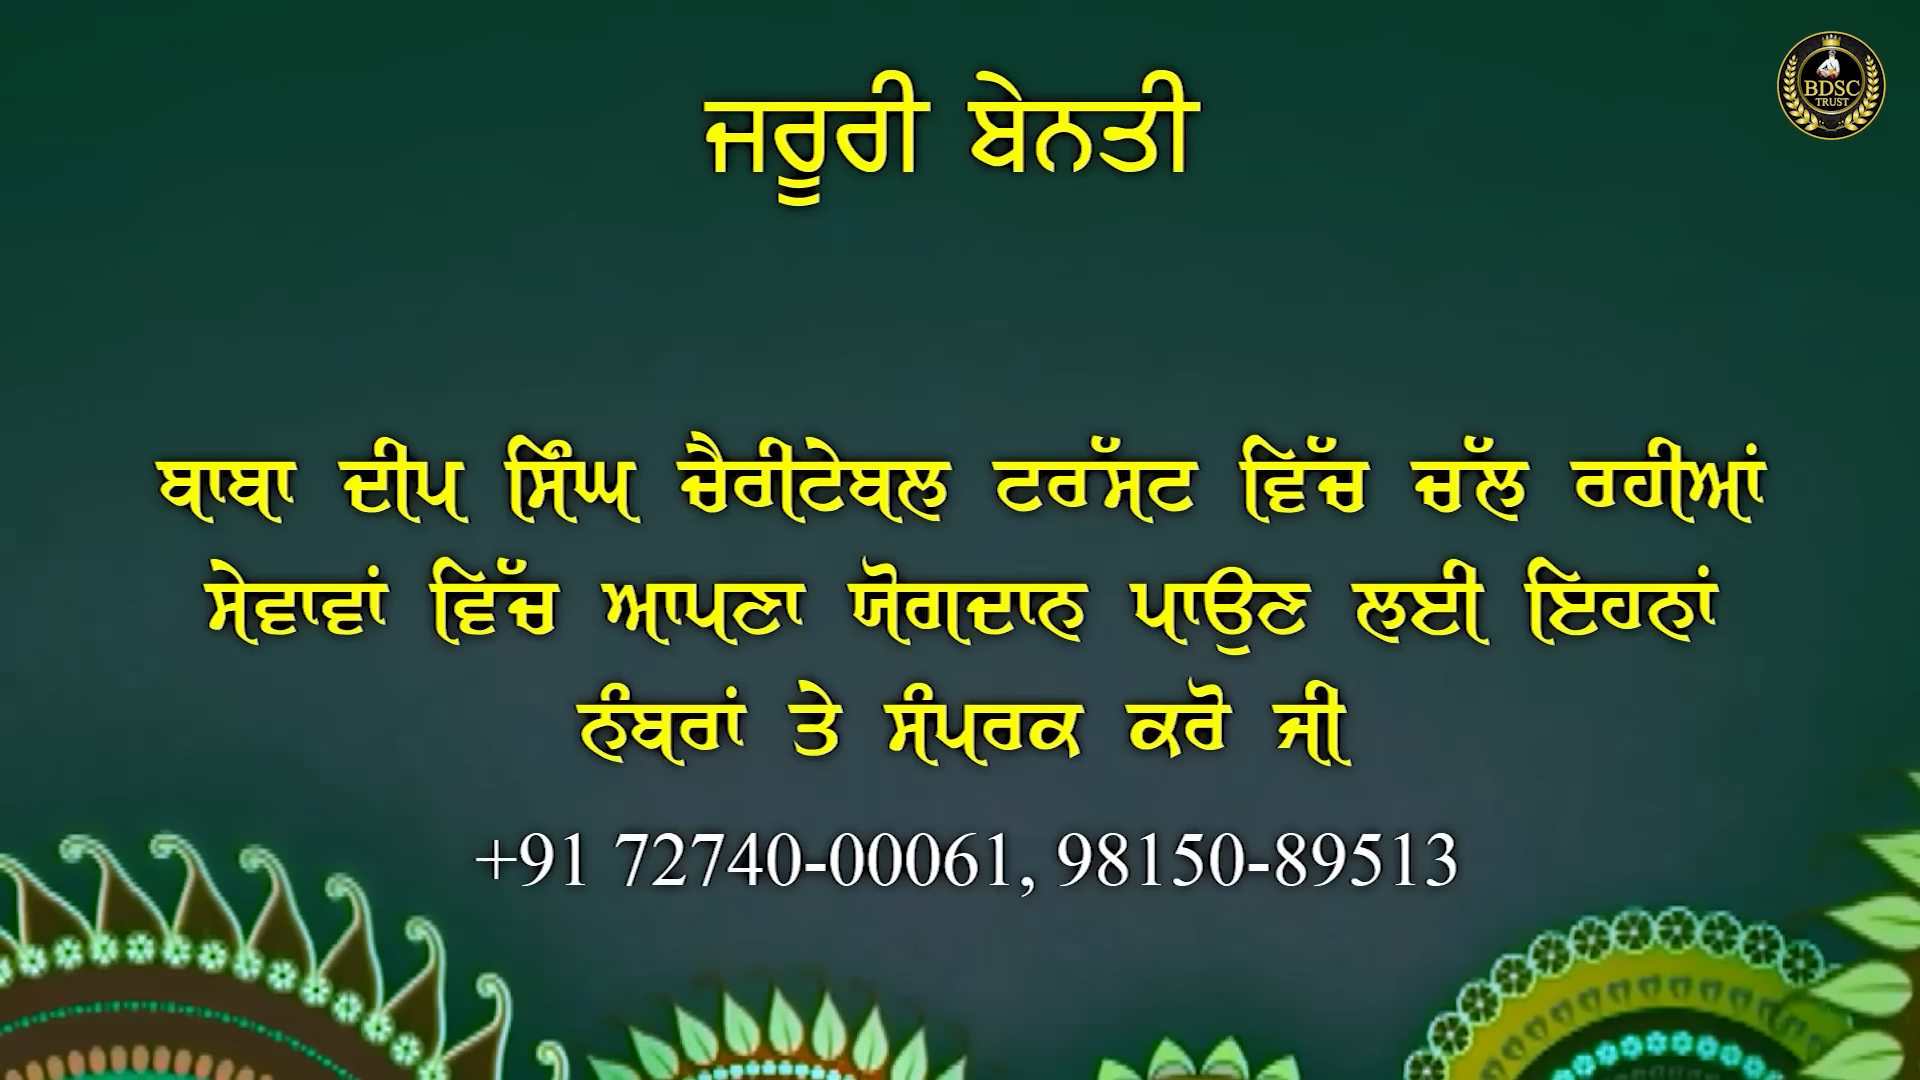 BDSC
TRUST
ਜਰੂਰੀ ਬੇਨਤੀ
ਬਾਬਾ ਦੀਪ ਸਿੰਘ ਚੈਰੀਟੇਬਲ ਟਰੱਸਟ ਵਿੱਚ ਚੱਲ ਰਹੀਆਂ
ਸੇਵਾਵਾਂ ਵਿੱਚ ਆਪਣਾ ਯੋਗਦਾਨ ਪਾਉਣ ਲਈ ਇਹਨਾਂ
ਨੰਬਰਾਂ ਤੇ ਸੰਪਰਕ ਕਰੋ ਜੀ
+91 72740-00061, 98150-89513